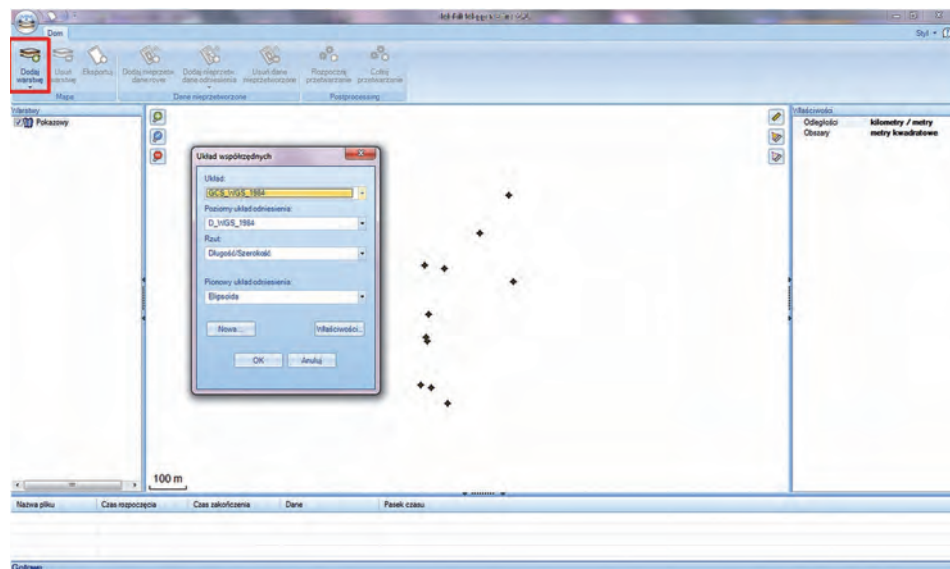 Dom
Styl
Dodaj warstwę
Usuń warstwę
Eksportuj
Dodaj nieprzetw. dane rover
Dodaj nieprzetw. dane odniesienia
Usuń dane nieprzetworzone
Rozpocznij przetwarzanie
Cofnij przetwarzanie
Mapa
Dane nieprzetworzone
Postprocessing
Warstwy
Pokazowy
Układ współrzędnych
Układ:
GCS_WGS_1984
Poziomy układ odniesienia:
D_WGS_1984
Rzut:
Długość/Szerokość
Pionowy układ odniesienia:
Elipsoida
Nowa...
Właściwości...
OK
Anuluj
100 m
Właściwości
Odległości kilometry / metry
Obszary metry kwadratowe
Nazwa pliku
Czas rozpoczęcia
Czas zakończenia
Dane
Pasek czasu
Gotowe